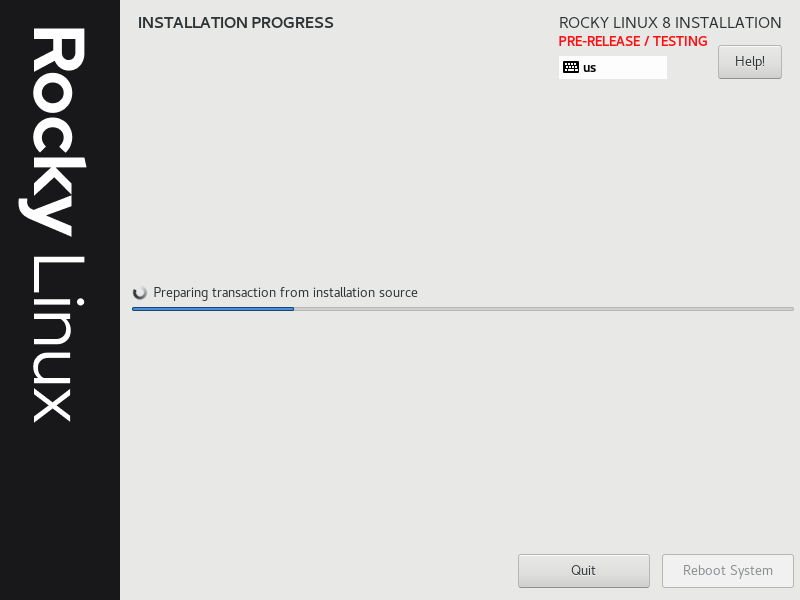 Rocky Linux
INSTALLATION PROGRESS
ROCKY LINUX 8 INSTALLATION
PRE-RELEASE / TESTING
us
Help!
Preparing transaction from installation source
Quit
Reboot System